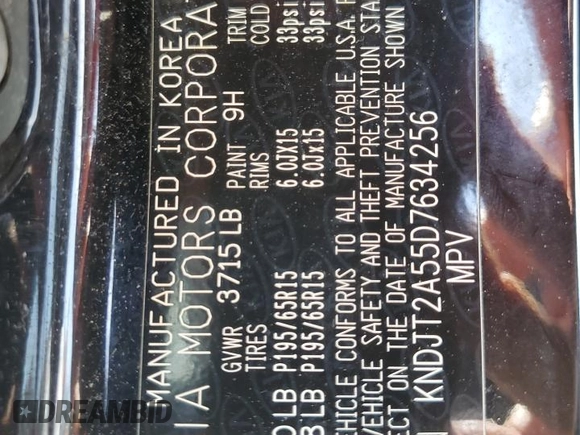 MANUFACTURED IN KOREA
IA MOTORS CORPORA
GVWR 3715 LB PAINT 9H TRIM
TIRES RIMS COLD
LB P195/65R15 6.0JX15 33psi
LB P195/65R15 6.0Jx15 33psi
EHICLE CONFORMS TO ALL APPLICABLE U.S.A.
VEHICLE SAFETY AND THEFT PREVENTION STA
ECT ON THE DATE OF MANUFACTURE SHOWN
KNDJT2A55D7634256
MPV
DREAMBID